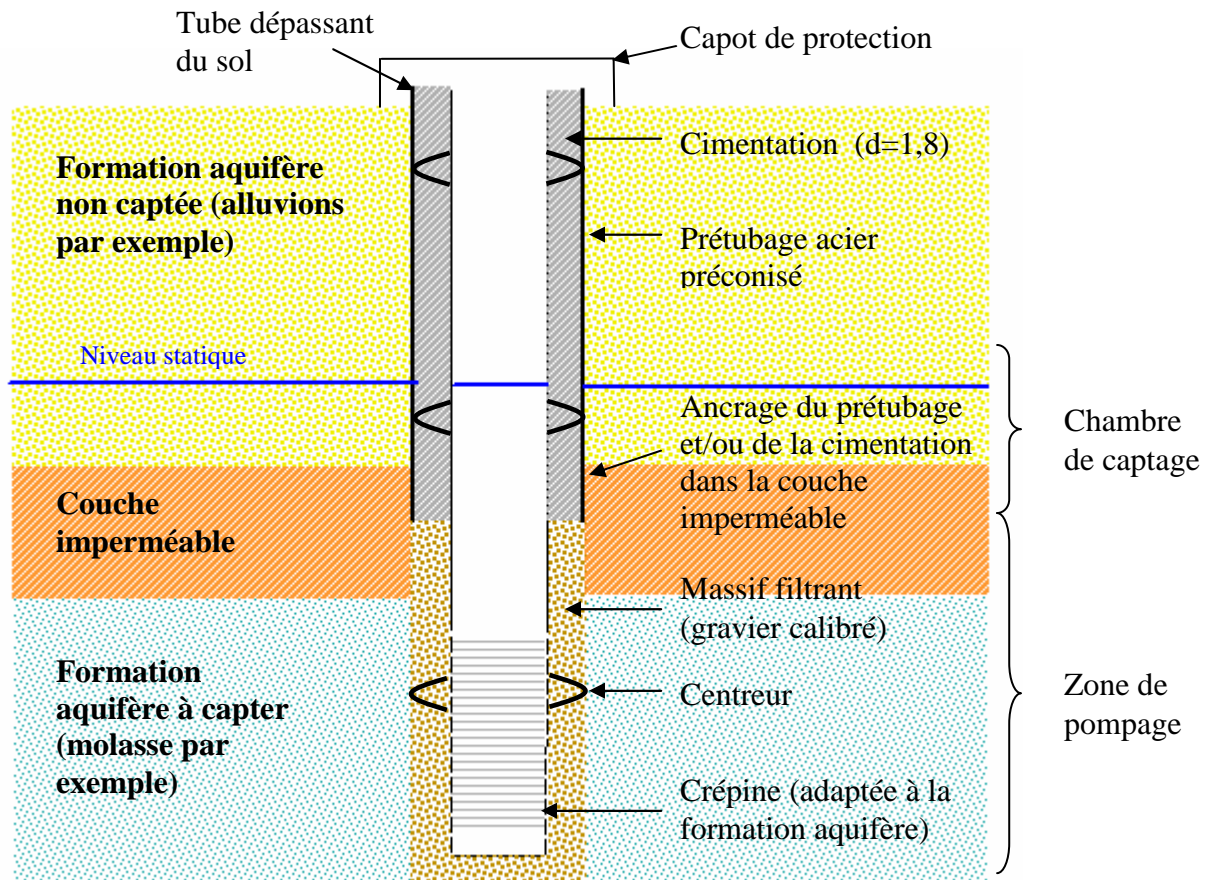 Tube dépassant
du sol
Capot de protection
Formation aquifère
non captée (alluvions
par exemple)
Cimentation (d=1,8)
Prétubage acier
préconisé
Niveau statique
Ancrage du prétubage
et/ou de la cimentation
dans la couche
imperméable
Chambre
de captage
Couche
imperméable
Massif filtrant
(gravier calibré)
Formation
aquifère à capter
(molasse par
exemple)
Centreur
Zone de
pompage
Crépine (adaptée à la
formation aquifère)